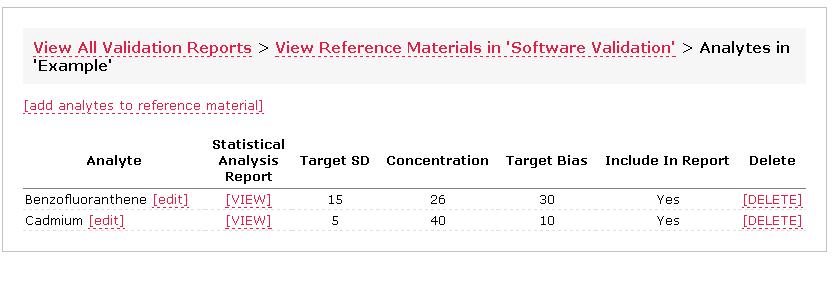 View All Validation Reports > View Reference Materials in 'Software Validation' > Analytes in
'Example'
[add analytes to reference material]
Analyte Statistical Analysis Report Target SD Concentration Target Bias Include In Report Delete
Benzofluoranthene [edit] [VIEW] 15 26 30 Yes [DELETE]
Cadmium [edit] [VIEW] 5 40 10 Yes [DELETE]